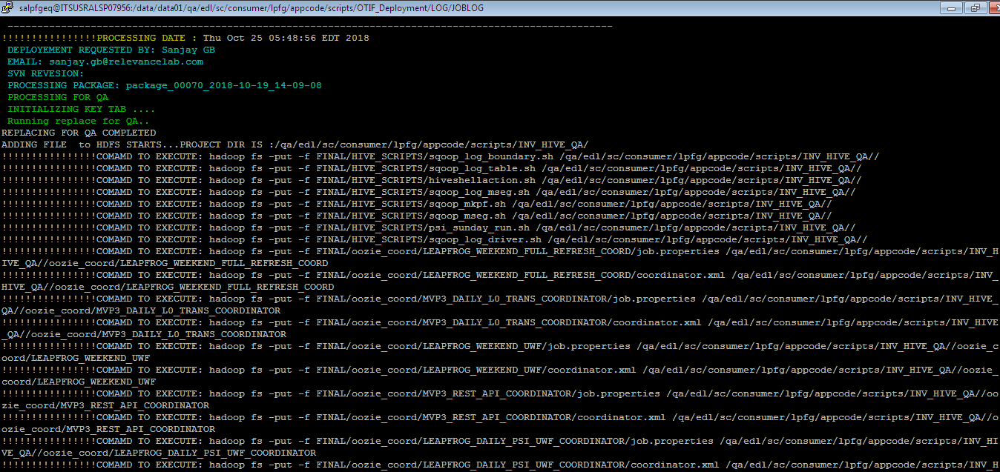 salpfgeq@ITSUSRALSP07956:/data/data01/qa/edl/sc/consumer/lpfg/appcode/scripts/OTIF_Deployment/LOG/JOBLOG
------------------------------------------------------------------------------------------------------
!!!!!!!!!!!!!!!!PROCESSING DATE : Thu Oct 25 05:48:56 EDT 2018
DEPLOYEMENT REQUESTED BY: Sanjay GB
EMAIL: sanjay.gb@relevancelab.com
SVN REVESION:
PROCESSING PACKAGE: package_00070_2018-10-19_14-09-08
PROCESSING FOR QA
INITIALIZING KEY TAB ....
Running replace for QA..
REPLACING FOR QA COMPLETED
ADDING FILE  to HDFS STARTS...PROJECT DIR IS :/qa/edl/sc/consumer/lpfg/appcode/scripts/INV_HIVE_QA/
!!!!!!!!!!!!!!!!COMAMD TO EXECUTE: hadoop fs -put -f FINAL/HIVE_SCRIPTS/sqoop_log_boundary.sh /qa/edl/sc/consumer/lpfg/appcode/scripts/INV_HIVE_QA//
!!!!!!!!!!!!!!!!COMAMD TO EXECUTE: hadoop fs -put -f FINAL/HIVE_SCRIPTS/sqoop_log_table.sh /qa/edl/sc/consumer/lpfg/appcode/scripts/INV_HIVE_QA//
!!!!!!!!!!!!!!!!COMAMD TO EXECUTE: hadoop fs -put -f FINAL/HIVE_SCRIPTS/hiveshellaction.sh /qa/edl/sc/consumer/lpfg/appcode/scripts/INV_HIVE_QA//
!!!!!!!!!!!!!!!!COMAMD TO EXECUTE: hadoop fs -put -f FINAL/HIVE_SCRIPTS/sqoop_log_mseg.sh /qa/edl/sc/consumer/lpfg/appcode/scripts/INV_HIVE_QA//
!!!!!!!!!!!!!!!!COMAMD TO EXECUTE: hadoop fs -put -f FINAL/HIVE_SCRIPTS/sqoop_mkpf.sh /qa/edl/sc/consumer/lpfg/appcode/scripts/INV_HIVE_QA//
!!!!!!!!!!!!!!!!COMAMD TO EXECUTE: hadoop fs -put -f FINAL/HIVE_SCRIPTS/sqoop_mseg.sh /qa/edl/sc/consumer/lpfg/appcode/scripts/INV_HIVE_QA//
!!!!!!!!!!!!!!!!COMAMD TO EXECUTE: hadoop fs -put -f FINAL/HIVE_SCRIPTS/psi_sunday_run.sh /qa/edl/sc/consumer/lpfg/appcode/scripts/INV_HIVE_QA//
!!!!!!!!!!!!!!!!COMAMD TO EXECUTE: hadoop fs -put -f FINAL/HIVE_SCRIPTS/sqoop_log_driver.sh /qa/edl/sc/consumer/lpfg/appcode/scripts/INV_HIVE_QA//
!!!!!!!!!!!!!!!!COMAMD TO EXECUTE: hadoop fs -put -f FINAL/oozie_coord/LEAPFROG_WEEKEND_FULL_REFRESH_COORD/job.properties /qa/edl/sc/consumer/lpfg/appcode/scripts/INV_H
IVE_QA//oozie_coord/LEAPFROG_WEEKEND_FULL_REFRESH_COORD
!!!!!!!!!!!!!!!!COMAMD TO EXECUTE: hadoop fs -put -f FINAL/oozie_coord/LEAPFROG_WEEKEND_FULL_REFRESH_COORD/coordinator.xml /qa/edl/sc/consumer/lpfg/appcode/scripts/INV_
HIVE_QA//oozie_coord/LEAPFROG_WEEKEND_FULL_REFRESH_COORD
!!!!!!!!!!!!!!!!COMAMD TO EXECUTE: hadoop fs -put -f FINAL/oozie_coord/MVP3_DAILY_L0_TRANS_COORDINATOR/job.properties /qa/edl/sc/consumer/lpfg/appcode/scripts/INV_HIVE_
QA//oozie_coord/MVP3_DAILY_L0_TRANS_COORDINATOR
!!!!!!!!!!!!!!!!COMAMD TO EXECUTE: hadoop fs -put -f FINAL/oozie_coord/MVP3_DAILY_L0_TRANS_COORDINATOR/coordinator.xml /qa/edl/sc/consumer/lpfg/appcode/scripts/INV_HIVE
_QA//oozie_coord/MVP3_DAILY_L0_TRANS_COORDINATOR
!!!!!!!!!!!!!!!!COMAMD TO EXECUTE: hadoop fs -put -f FINAL/oozie_coord/LEAPFROG_WEEKEND_UWF/job.properties /qa/edl/sc/consumer/lpfg/appcode/scripts/INV_HIVE_QA//oozie_c
oord/LEAPFROG_WEEKEND_UWF
!!!!!!!!!!!!!!!!COMAMD TO EXECUTE: hadoop fs -put -f FINAL/oozie_coord/LEAPFROG_WEEKEND_UWF/coordinator.xml /qa/edl/sc/consumer/lpfg/appcode/scripts/INV_HIVE_QA//oozie_
coord/LEAPFROG_WEEKEND_UWF
!!!!!!!!!!!!!!!!COMAMD TO EXECUTE: hadoop fs -put -f FINAL/oozie_coord/MVP3_REST_API_COORDINATOR/job.properties /qa/edl/sc/consumer/lpfg/appcode/scripts/INV_HIVE_QA//oo
zie_coord/MVP3_REST_API_COORDINATOR
!!!!!!!!!!!!!!!!COMAMD TO EXECUTE: hadoop fs -put -f FINAL/oozie_coord/MVP3_REST_API_COORDINATOR/coordinator.xml /qa/edl/sc/consumer/lpfg/appcode/scripts/INV_HIVE_QA//o
ozie_coord/MVP3_REST_API_COORDINATOR
!!!!!!!!!!!!!!!!COMAMD TO EXECUTE: hadoop fs -put -f FINAL/oozie_coord/LEAPFROG_DAILY_PSI_UWF_COORDINATOR/job.properties /qa/edl/sc/consumer/lpfg/appcode/scripts/INV_HI
VE_QA//oozie_coord/LEAPFROG_DAILY_PSI_UWF_COORDINATOR
!!!!!!!!!!!!!!!!COMAMD TO EXECUTE: hadoop fs -put -f FINAL/oozie_coord/LEAPFROG_DAILY_PSI_UWF_COORDINATOR/coordinator.xml /qa/edl/sc/consumer/lpfg/appcode/scripts/INV_H